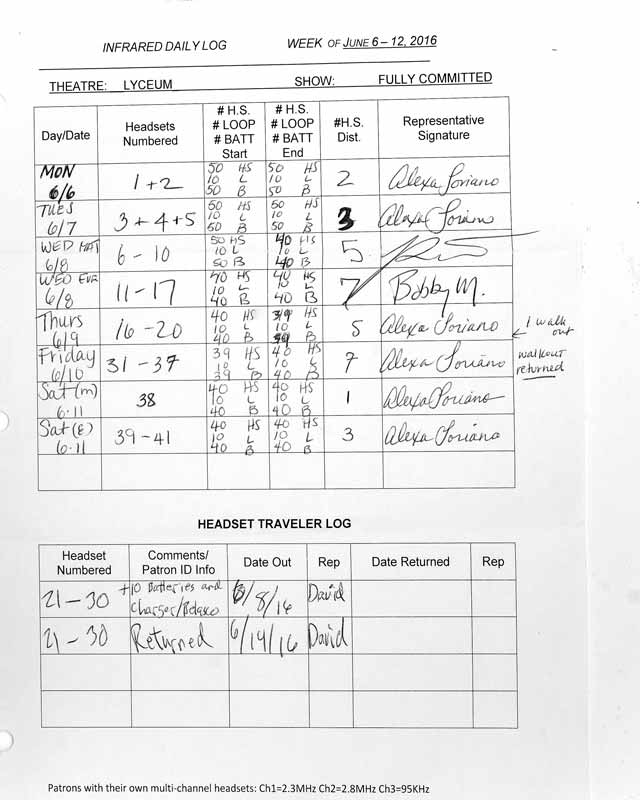 INFRARED DAILY LOG WEEK OF JUNE 6 – 12, 2016
THEATRE: LYCEUM SHOW: FULLY COMMITTED
Day/Date Headsets Numbered # H.S. # LOOP # BATT Start # H.S. # LOOP # BATT End #H.S. Dist. Representative Signature
MON 6/6 1 + 2 50 HS 10 L 50 B 50 HS 10 L 50 B 2 Alexa Soriano
TUES 6/7 3 + 4 + 5 50 HS 10 L 50 B 50 HS 10 L 50 B 3 Alexa Soriano
WED MAT 6/8 6 - 10 50 HS 10 L 50 B 40 HS 10 L 40 B 5
WED EVE 6/8 11 - 17 40 HS 10 L 40 B 40 HS 10 L 40 B 7 Bobby M.
Thurs 6/9 16 - 20 40 HS 10 L 40 B 39 HS 10 L 39 B 5 Alexa Soriano 1 walk out
Friday 6/10 31 - 37 39 HS 10 L 39 B 40 HS 10 L 40 B 7 Alexa Soriano walkout returned
Sat (m) 6.11 38 40 HS 10 L 40 B 40 HS 10 L 40 B 1 Alexa Soriano
Sat (E) 6.11 39 - 41 40 HS 10 L 40 B 40 HS 10 L 40 B 3 Alexa Soriano
HEADSET TRAVELER LOG
Headset Numbered Comments/ Patron ID Info Date Out Rep Date Returned Rep
21 - 30 +10 Batteries and Charger/Belasco 6/8/16 David
21 - 30 Returned 6/14/16 David
Patrons with their own multi-channel headsets: Ch1=2.3MHz Ch2=2.8MHz Ch3=95KHz